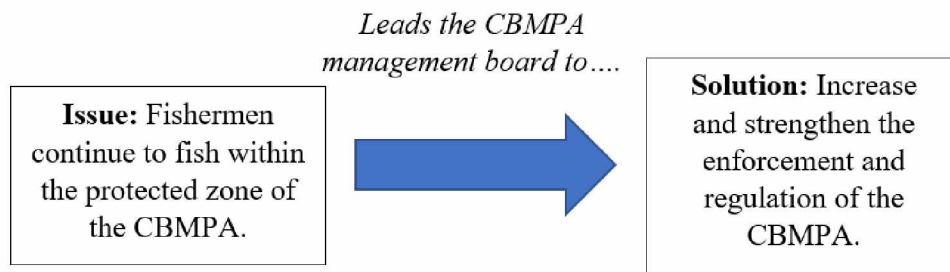 Leads the CBMPA
management board to….
Issue: Fishermen
continue to fish within
the protected zone of
the CBMPA.
Solution: Increase
and strengthen the
enforcement and
regulation of the
CBMPA.